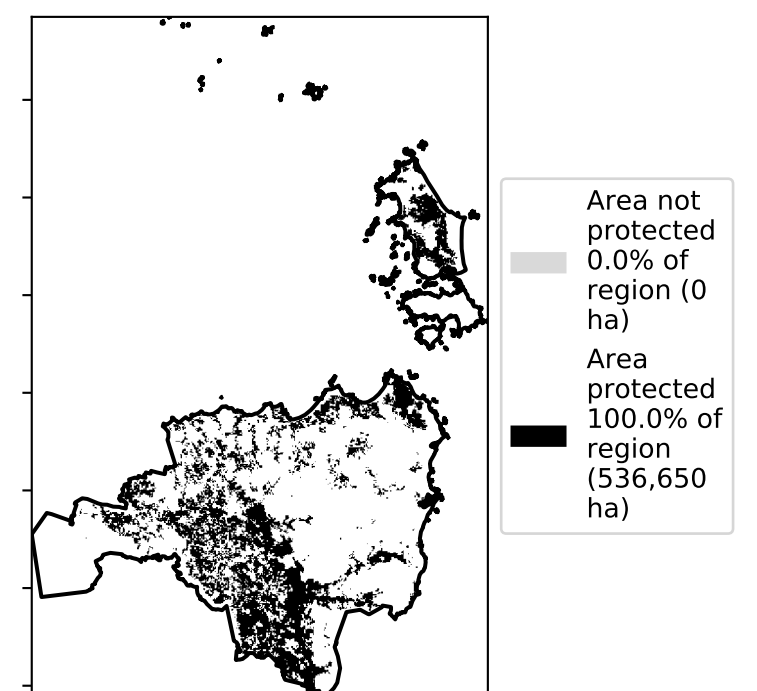 Area not
protected
0.0% of
region (0
ha)
Area
protected
100.0% of
region
(536,650
ha)